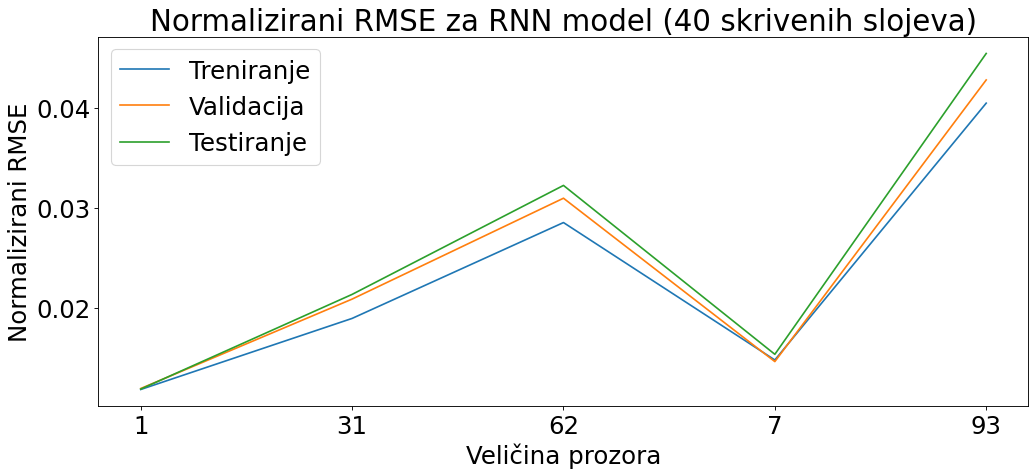 Normalizirani RMSE za RNN model (40 skrivenih slojeva)
Treniranje
Validacija
Testiranje
Normalizirani RMSE
0.04
0.03
0.02
1 31 62 7 93
Veličina prozora